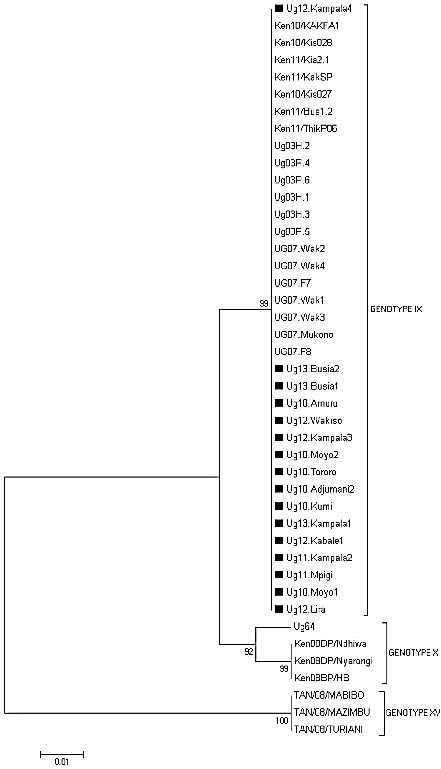 Ug12.Kampala4
Ken10/KAKFA1
Ken10/Kis028
Ken11/Kis2.1
Ken11/KakSP
Ken10/Kis027
Ken11/Bus1.2
Ken11/ThikP05
Ug03H.2
Ug03P.4
Ug03P.6
Ug03H.1
Ug03H.3
Ug03P.5
UG07.Wak2
UG07.Wak4
UG07.F7
UG07.Wak1
UG07.Wak3
UG07.Mukono
UG07.F8
Ug13.Busia2
Ug13.Busia1
Ug10.Amuru
Ug12.Wakiso
Ug12.Kampala3
Ug10.Moyo2
Ug10.Tororo
Ug10.Adjumani2
Ug10.Kumi
Ug13.Kampala1
Ug12.Kabale1
Ug11.Kampala2
Ug11.Mpigi
Ug10.Moyo1
Ug12.Lira
99
GENOTYPE IX
Ug64
Ken08DP/Ndhiwa
Ken08DP/Nyarongi
Ken08BP/HB
92
99
GENOTYPE X
TAN/08/MABIBO
TAN/08/MAZIMBU
TAN/08/TURIANI
100
GENOTYPE XV
0.01